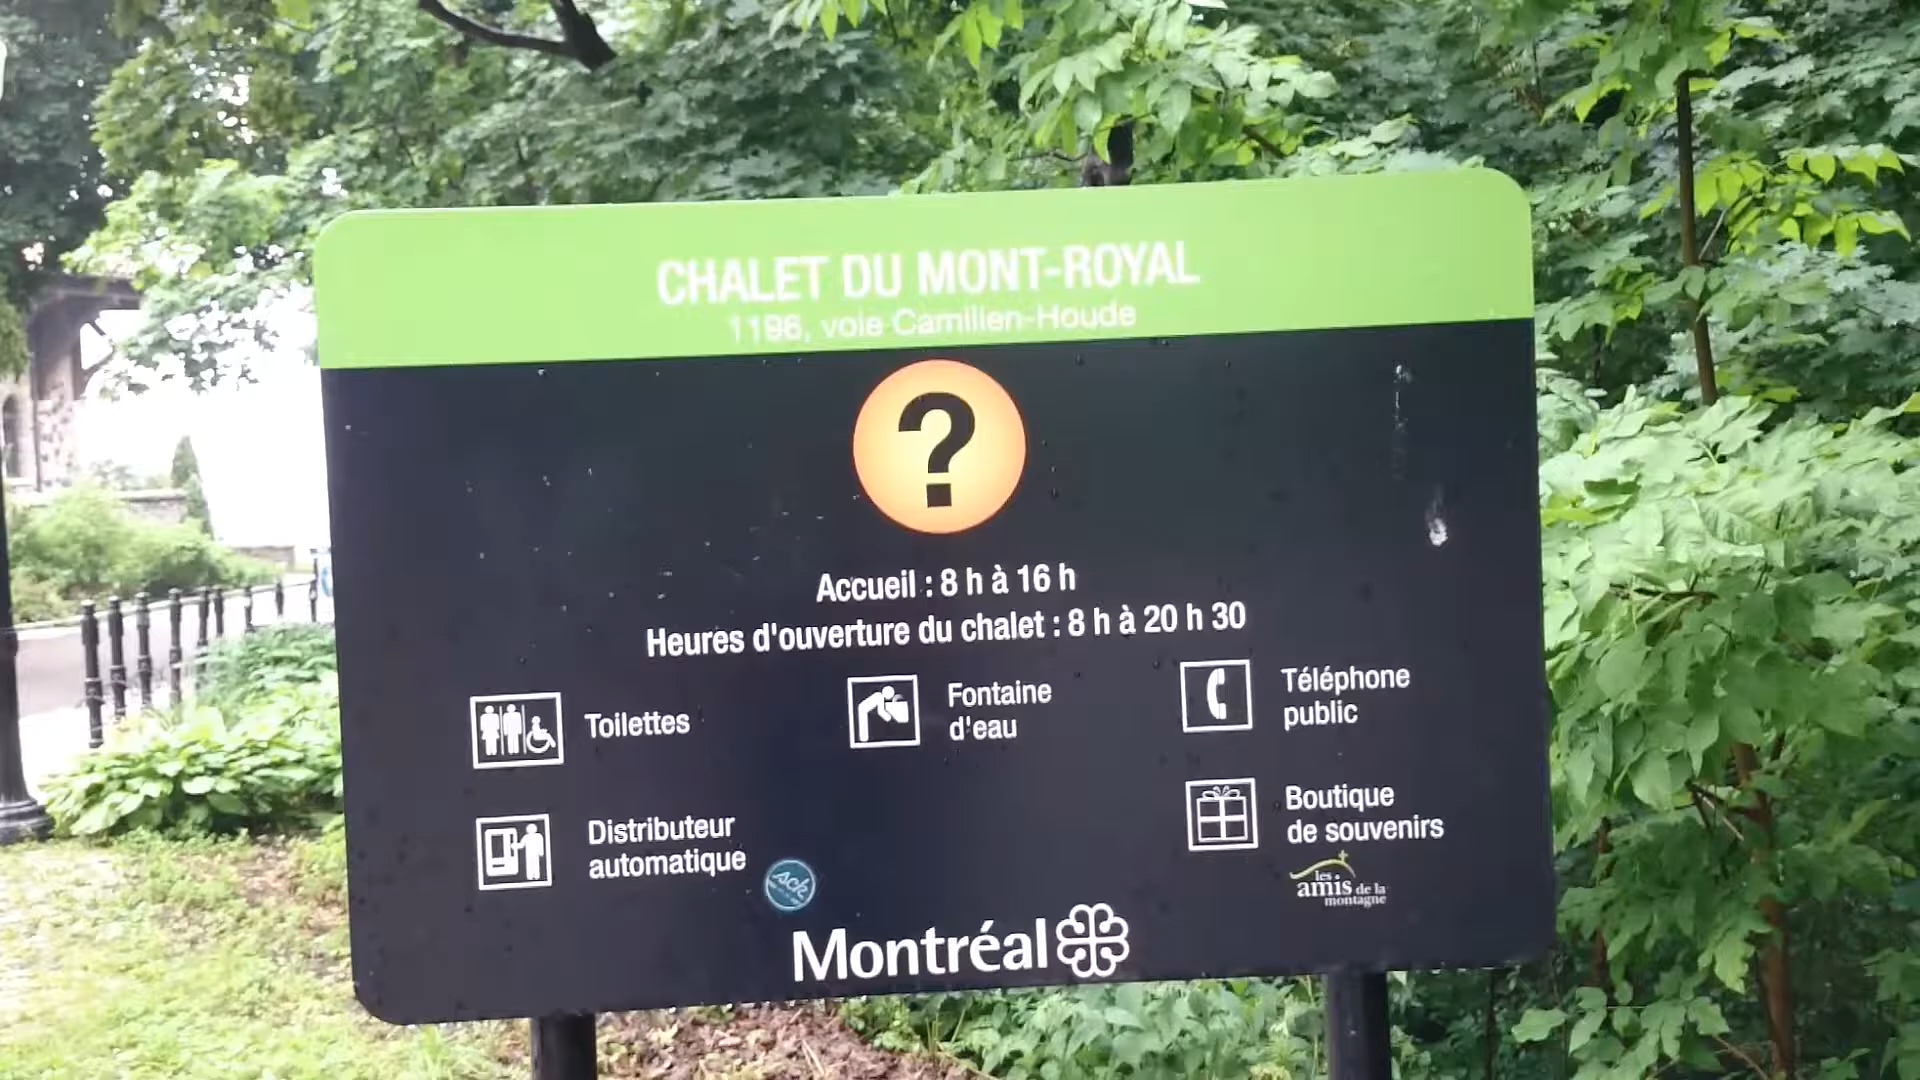 CHALET DU MONT-ROYAL
1196, voie Camillien-Houde
?
Accueil : 8 h à 16 h
Heures d'ouverture du chalet : 8 h à 20 h 30
Toilettes
Fontaine
d'eau
Téléphone
public
Distributeur
automatique
Boutique
de souvenirs
sck
les
amis de la
montagne
Montréal